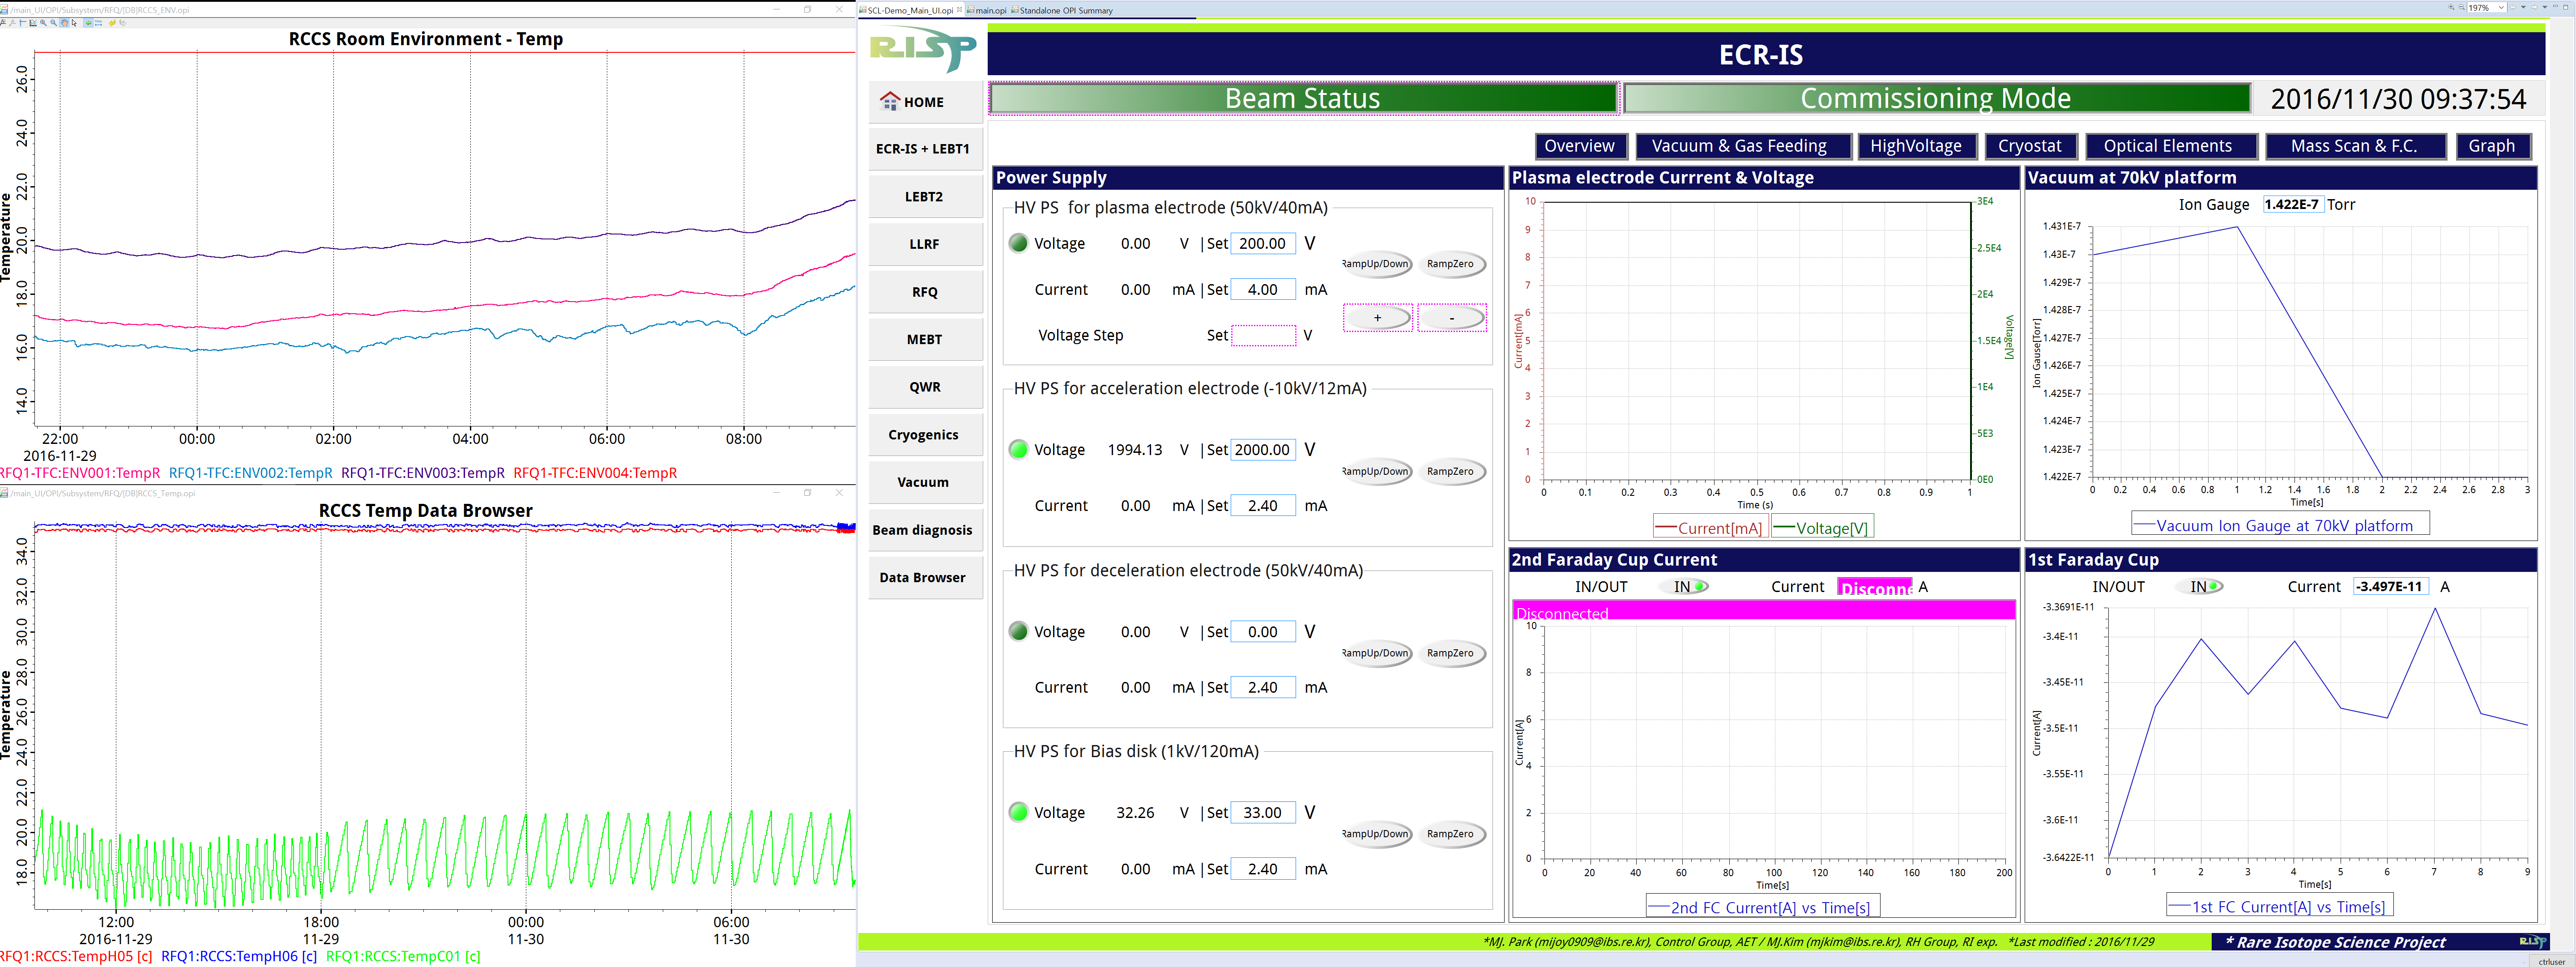 /main_UI/OPI/Subsystem/RFQ/[DB]RCCS_ENV.opi
RCCS Room Environment - Temp
Temperature
26.0
24.0
22.0
20.0
18.0
16.0
14.0
22:00 00:00 02:00 04:00 06:00 08:00
2016-11-29
RFQ1-TFC:ENV001:TempR RFQ1-TFC:ENV002:TempR RFQ1-TFC:ENV003:TempR RFQ1-TFC:ENV004:TempR
/main_UI/OPI/Subsystem/RFQ/[DB]RCCS_Temp.opi
RCCS Temp Data Browser
Temperature
34.0
32.0
30.0
28.0
26.0
24.0
22.0
20.0
18.0
12:00 18:00 00:00 06:00
2016-11-29 11-29 11-30 11-30
RFQ1:RCCS:TempH05 [c] RFQ1:RCCS:TempH06 [c] RFQ1:RCCS:TempC01 [c]
SCL-Demo_Main_UI.opi main.opi Standalone OPI Summary
197%
RISP
ECR-IS
Beam Status
Commissioning Mode
2016/11/30 09:37:54
HOME
ECR-IS + LEBT1
LEBT2
LLRF
RFQ
MEBT
QWR
Cryogenics
Vacuum
Beam diagnosis
Data Browser
Overview Vacuum & Gas Feeding HighVoltage Cryostat Optical Elements Mass Scan & F.C. Graph
Power Supply
HV PS for plasma electrode (50kV/40mA)
Voltage 0.00 V |Set 200.00 V
RampUp/Down RampZero
Current 0.00 mA |Set 4.00 mA
+ -
Voltage Step Set V
HV PS for acceleration electrode (-10kV/12mA)
Voltage 1994.13 V |Set 2000.00 V
RampUp/Down RampZero
Current 0.00 mA |Set 2.40 mA
HV PS for deceleration electrode (50kV/40mA)
Voltage 0.00 V |Set 0.00 V
RampUp/Down RampZero
Current 0.00 mA |Set 2.40 mA
HV PS for Bias disk (1kV/120mA)
Voltage 32.26 V |Set 33.00 V
RampUp/Down RampZero
Current 0.00 mA |Set 2.40 mA
Plasma electrode Currrent & Voltage
10
9
8
7
6
5
4
3
2
1
0
Current[mA]
3E4
2.5E4
2E4
1.5E4
1E4
5E3
0E0
Voltage[V]
0 0.1 0.2 0.3 0.4 0.5 0.6 0.7 0.8 0.9 1
Time (s)
Current[mA] Voltage[V]
Vacuum at 70kV platform
Ion Gauge 1.422E-7 Torr
1.431E-7
1.43E-7
1.429E-7
1.428E-7
1.427E-7
1.426E-7
1.425E-7
1.424E-7
1.423E-7
1.422E-7
Ion Gauge[Torr]
0 0.2 0.4 0.6 0.8 1 1.2 1.4 1.6 1.8 2 2.2 2.4 2.6 2.8 3
Time[s]
Vacuum Ion Gauge at 70kV platform
2nd Faraday Cup Current
IN/OUT IN Current Disconne A
Disconnected
10
8
6
4
2
0
Current[A]
0 20 40 60 80 100 120 140 160 180 200
Time[s]
2nd FC Current[A] vs Time[s]
1st Faraday Cup
IN/OUT IN Current -3.497E-11 A
-3.3691E-11
-3.4E-11
-3.45E-11
-3.5E-11
-3.55E-11
-3.6E-11
-3.6422E-11
Current[A]
0 1 2 3 4 5 6 7 8 9
Time[s]
1st FC Current[A] vs Time[s]
*MJ. Park (mijoy0909@ibs.re.kr), Control Group, AET / MJ.Kim (mjkim@ibs.re.kr), RH Group, RI exp. *Last modified : 2016/11/29
* Rare Isotope Science Project
RISP
ctrluser